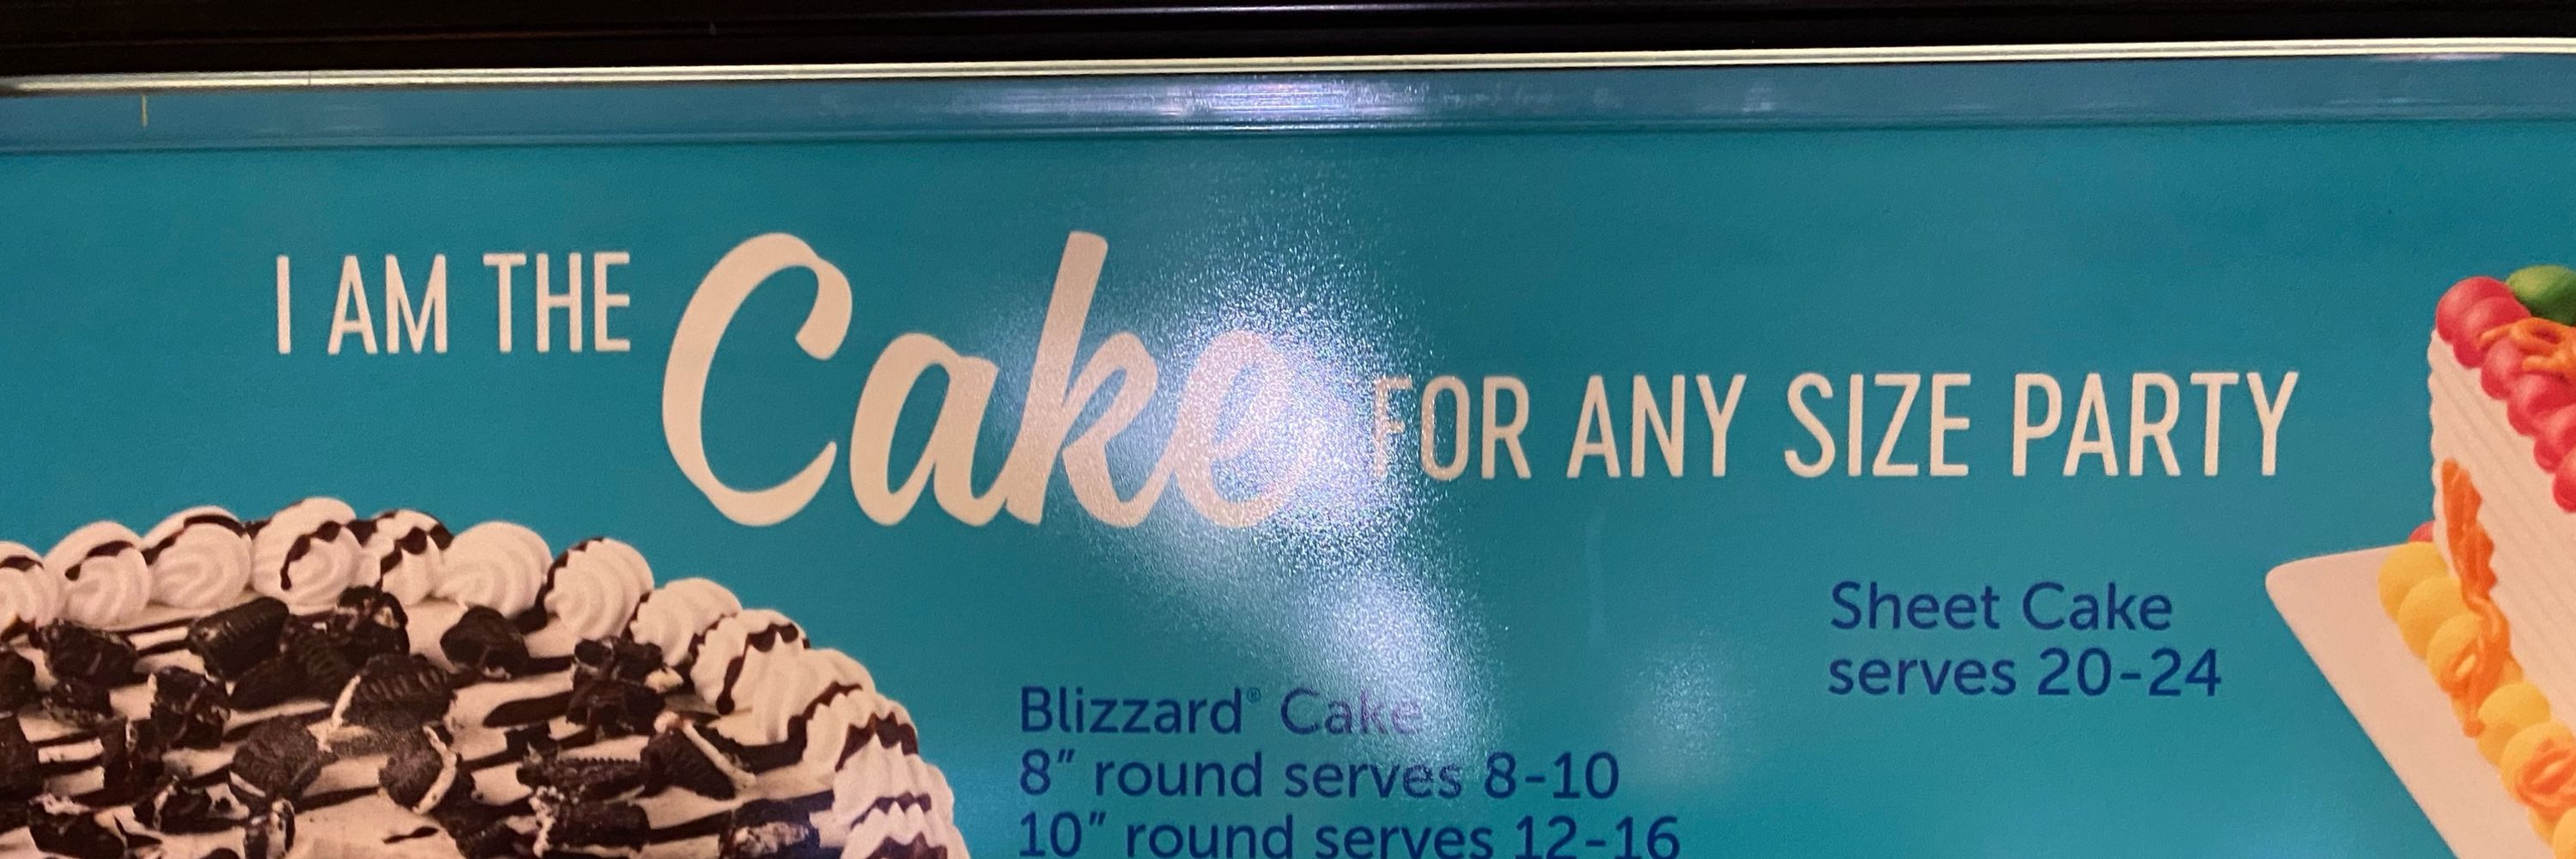 I AM THE Cake FOR ANY SIZE PARTY
Sheet Cake
serves 20-24
Blizzard® Cake
8” round serves 8-10
10” round serves 12-16